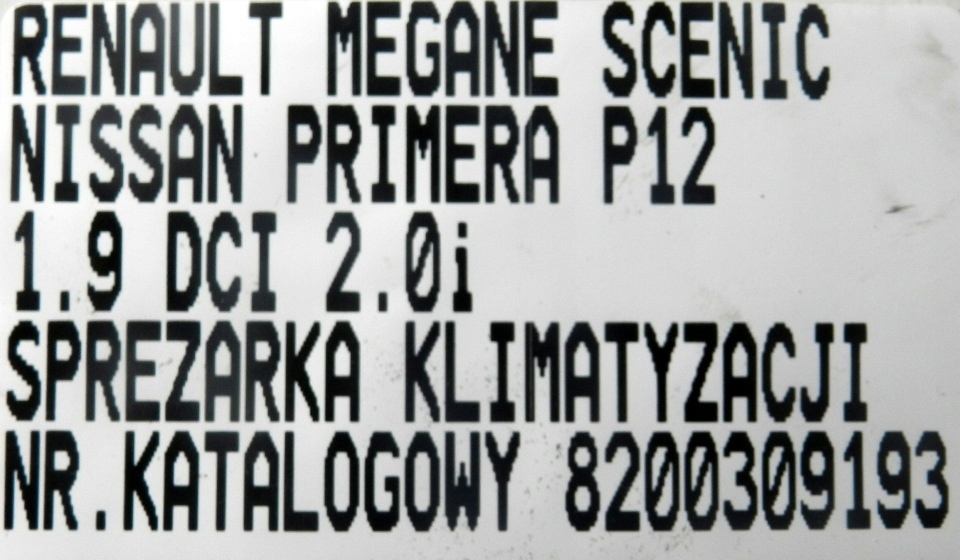 RENAULT MEGANE SCENIC
NISSAN PRIMERA P12
1.9 DCI 2.0i
SPREZARKA KLIMATYZACJI
NR.KATALOGOWY 8200309193